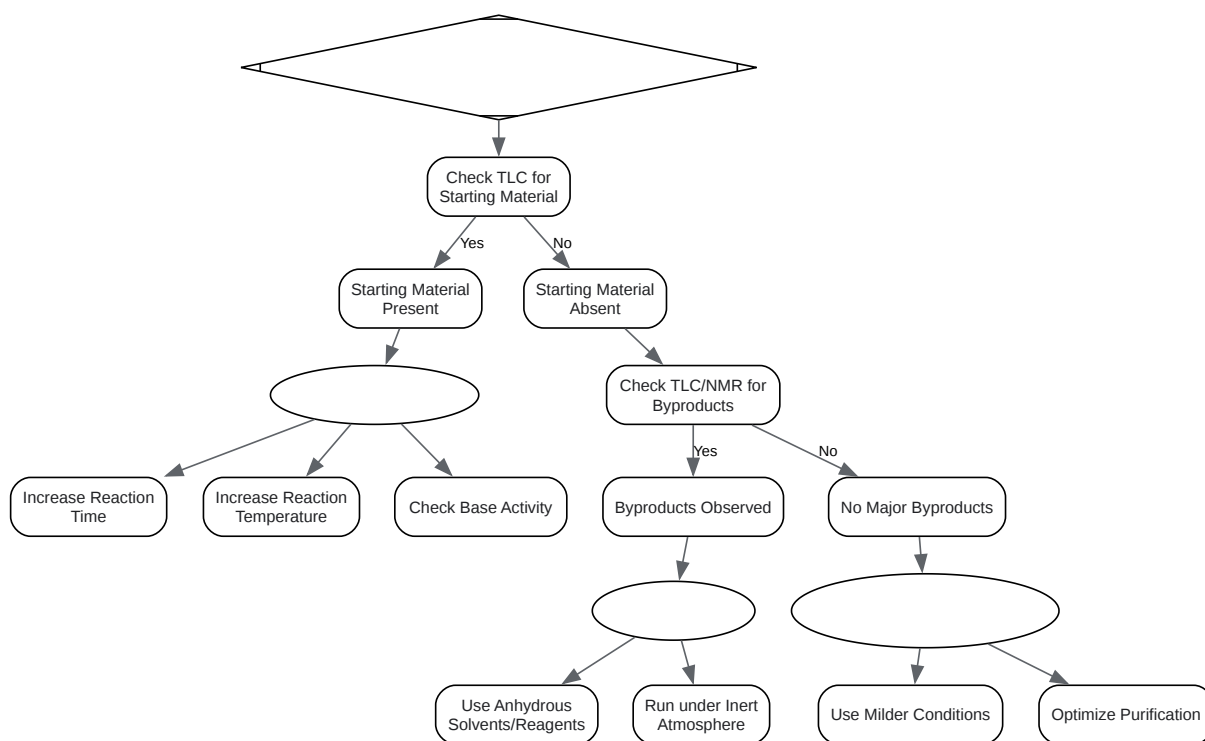 Check TLC for
Starting Material
Yes
No
Starting Material
Present
Starting Material
Absent
Check TLC/NMR for
Byproducts
Yes
No
Increase Reaction
Time
Increase Reaction
Temperature
Check Base Activity
Byproducts Observed
No Major Byproducts
Use Anhydrous
Solvents/Reagents
Run under Inert
Atmosphere
Use Milder Conditions
Optimize Purification